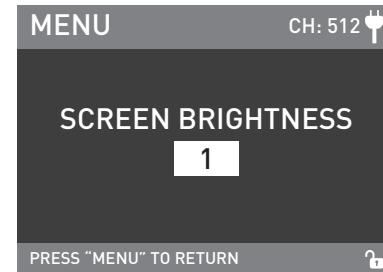 MENU CH: 512
SCREEN BRIGHTNESS
1
PRESS “MENU” TO RETURN